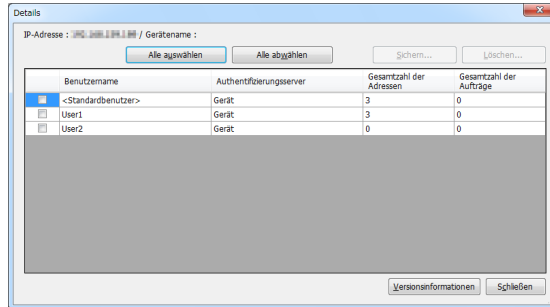 Details
IP-Adresse : / Gerätename :
Alle auswählen Alle abwählen Sichern... Löschen...
Benutzername Authentifizierungsserver Gesamtzahl der Adressen Gesamtzahl der Aufträge
<Standardbenutzer> Gerät 3 0
User1 Gerät 3 0
User2 Gerät 0 0
Versionsinformationen Schließen